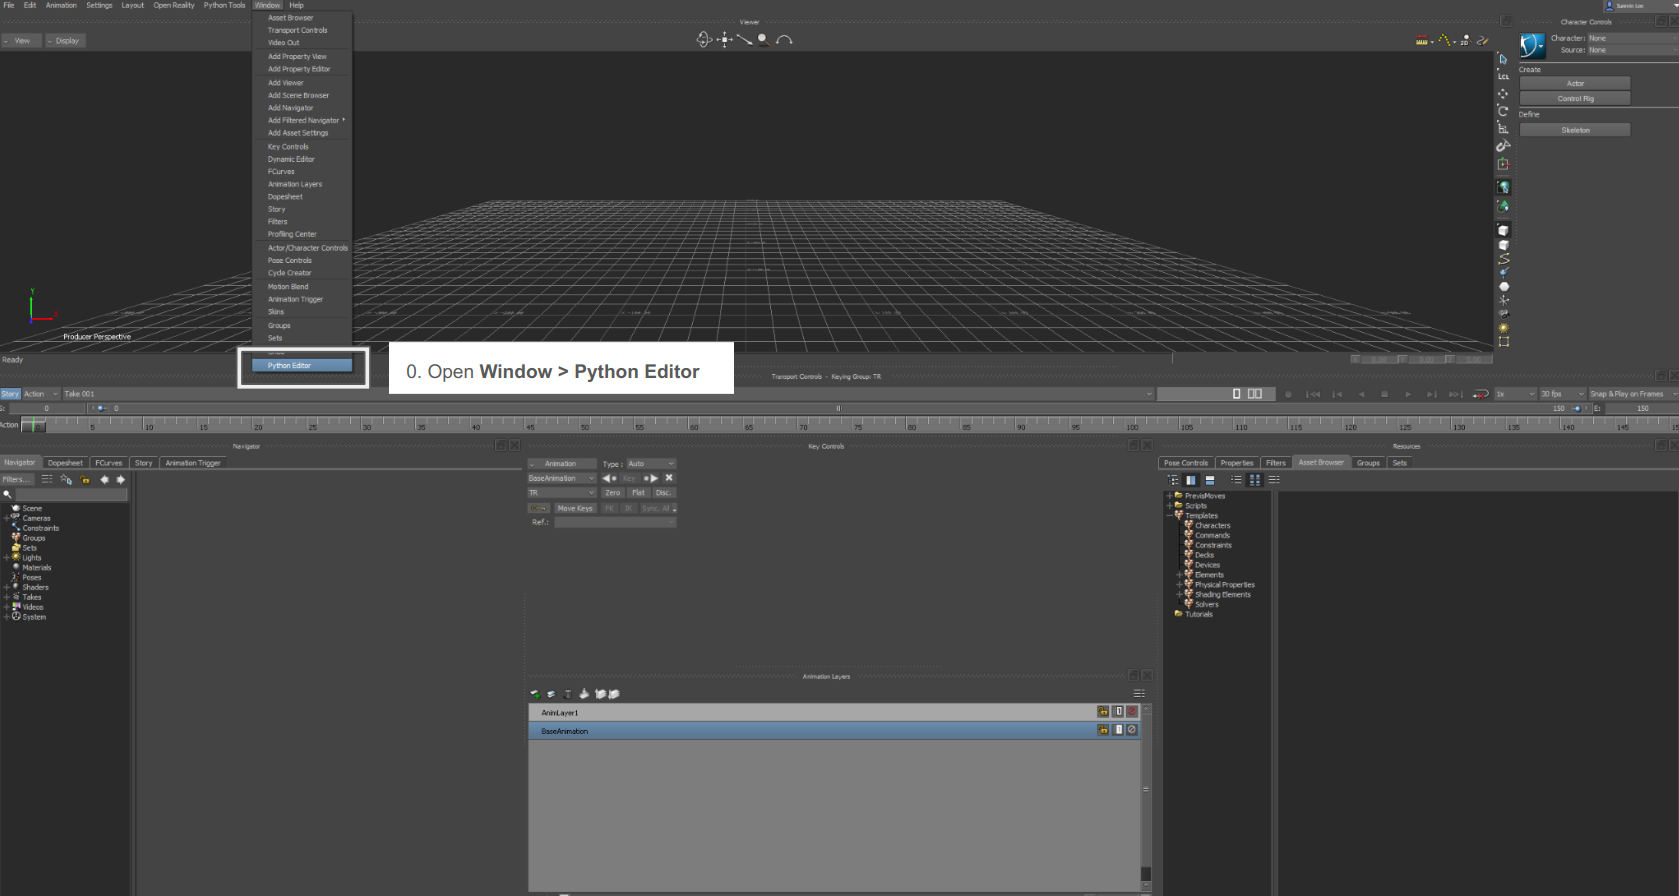 File Edit Animation Settings Layout Open Reality Python Tools Window Help
Asset Browser
Transport Controls
Video Out
Add Property View
Add Property Editor
Add Viewer
Add Scene Browser
Add Navigator
Add Filtered Navigator
Add Asset Settings
Key Controls
Dynamic Editor
FCurves
Animation Layers
Dopesheet
Story
Filters
Profiling Center
Actor/Character Controls
Pose Controls
Cycle Creator
Motion Blend
Animation Trigger
Skins
Groups
Sets
Python Editor
0. Open Window > Python Editor
View Display
Viewer
2D
Y
Producer Perspective
Ready
LCL
Character Controls
Character: None
Source: None
Create
Actor
Control Rig
Define
Skeleton
Transport Controls - Keying Group: TR
Story Action Take 001
1x 30 fps Snap & Play on Frames
S: 0 0 150 E: 150
Action 5 10 15 20 25 30 35 40 45 50 55 60 65 70 75 80 85 90 95 100 105 110 115 120 125 130 135 140 145
Navigator
Navigator Dopesheet FCurves Story Animation Trigger
Filters...
Scene
Cameras
Constraints
Groups
Sets
Lights
Materials
Poses
Shaders
Takes
Videos
System
Key Controls
Animation Type : Auto
BaseAnimation Key
TR Zero Flat Disc.
Move Keys FK IK Sync. All
Ref.:
Animation Layers
AnimLayer1
BaseAnimation
Resources
Pose Controls Properties Filters Asset Browser Groups Sets
PrevisMoves
Scripts
Templates
Characters
Commands
Constraints
Decks
Devices
Elements
Physical Properties
Shading Elements
Solvers
Tutorials